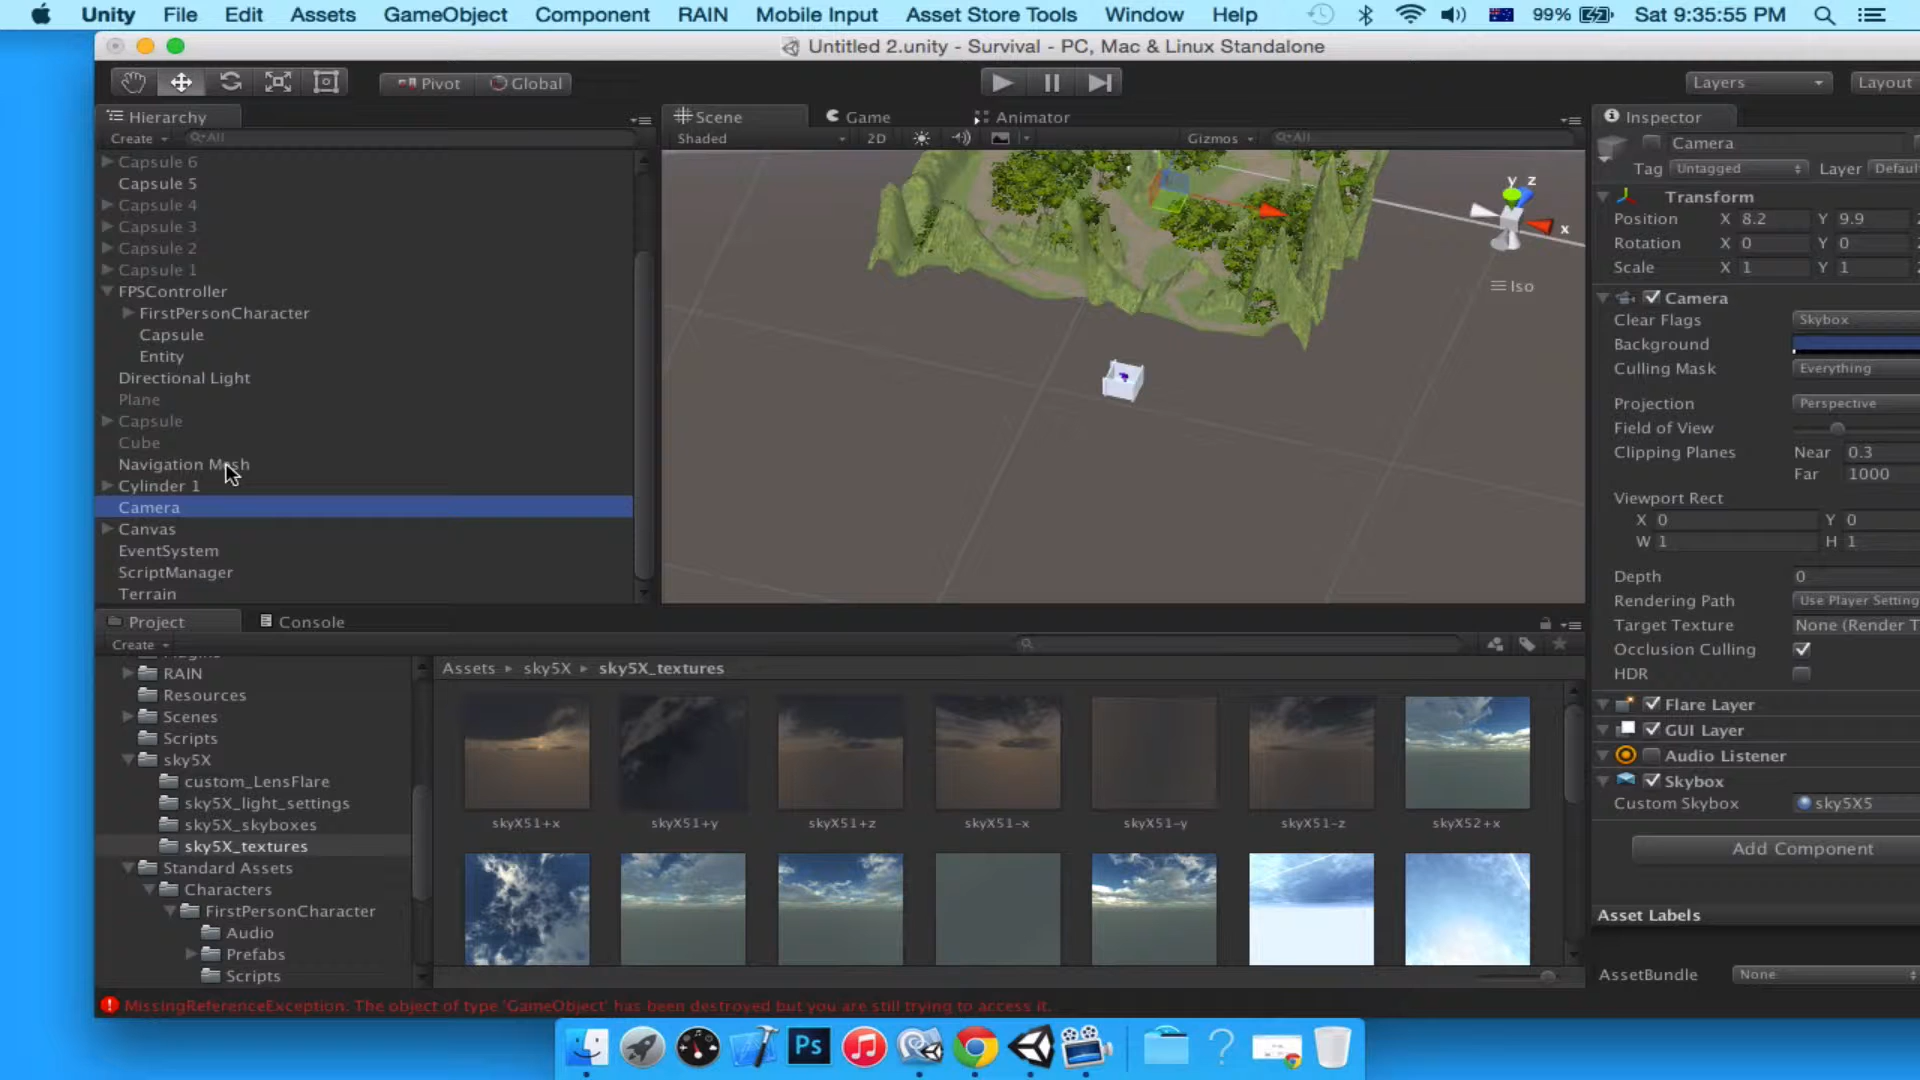 Unity File Edit Assets GameObject Component RAIN Mobile Input Asset Store Tools Window Help 99% Sat 9:35:55 PM
Untitled 2.unity - Survival - PC, Mac & Linux Standalone
Pivot Global Layers Layout
Hierarchy
Create All
Capsule 6
Capsule 5
Capsule 4
Capsule 3
Capsule 2
Capsule 1
FPSController
FirstPersonCharacter
Capsule
Entity
Directional Light
Plane
Capsule
Cube
Navigation Mesh
Cylinder 1
Camera
Canvas
EventSystem
ScriptManager
Terrain
Scene Game Animator
Shaded 2D Gizmos All
y z
x
Iso
Inspector
Camera
Tag Untagged Layer Default
Transform
Position X 8.2 Y 9.9
Rotation X 0 Y 0
Scale X 1 Y 1
Camera
Clear Flags Skybox
Background
Culling Mask Everything
Projection Perspective
Field of View
Clipping Planes Near 0.3
Far 1000
Viewport Rect
X 0 Y 0
W 1 H 1
Depth 0
Rendering Path Use Player Setting
Target Texture None (Render T
Occlusion Culling
HDR
Flare Layer
GUI Layer
Audio Listener
Skybox
Custom Skybox sky5X5
Add Component
Asset Labels
AssetBundle None
Project Console
Create
RAIN
Resources
Scenes
Scripts
sky5X
custom_LensFlare
sky5X_light_settings
sky5X_skyboxes
sky5X_textures
Standard Assets
Characters
FirstPersonCharacter
Audio
Prefabs
Scripts
Assets sky5X sky5X_textures
skyX51+x skyX51+y skyX51+z skyX51-x skyX51-y skyX51-z skyX52+x
MissingReferenceException: The object of type 'GameObject' has been destroyed but you are still trying to access it.
Ps